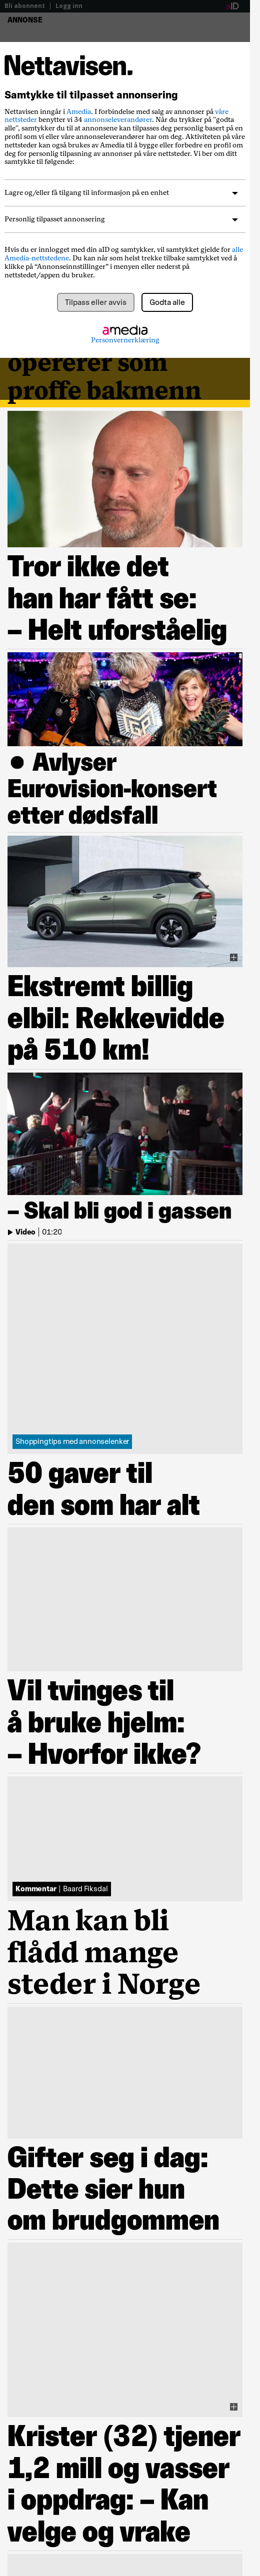 Bli abonnent | Logg inn
aID
ANNONSE
Nettavisen.
Samtykke til tilpasset annonsering
Nettavisen inngår i Amedia. I forbindelse med salg av annonser på våre
nettsteder benytter vi 34 annonseleverandører. Når du trykker på "godta
alle", samtykker du til at annonsene kan tilpasses deg personlig basert på en
profil som vi eller våre annonseleverandører har om deg. Aktiviteten på våre
nettsteder kan også brukes av Amedia til å bygge eller forbedre en profil om
deg for personlig tilpasning av annonser på våre nettsteder. Vi ber om ditt
samtykke til følgende:
Lagre og/eller få tilgang til informasjon på en enhet
Personlig tilpasset annonsering
Hvis du er innlogget med din aID og samtykker, vil samtykket gjelde for alle
Amedia-nettstedene. Du kan når som helst trekke tilbake samtykket ved å
klikke på “Annonseinnstillinger” i menyen eller nederst på
nettstedet/appen du bruker.
Tilpass eller avvis
Godta alle
amedia
Personvernerklæring
opererer som
proffe bakmenn
Tror ikke det
han har fått se:
– Helt uforståelig
● Avlyser
Eurovision-konsert
etter dødsfall
Ekstremt billig
elbil: Rekkevidde
på 510 km!
– Skal bli god i gassen
Video | 01:20
Shoppingtips med annonselenker
50 gaver til
den som har alt
Vil tvinges til
å bruke hjelm:
– Hvorfor ikke?
Kommentar | Baard Fiksdal
Man kan bli
flådd mange
steder i Norge
Gifter seg i dag:
Dette sier hun
om brudgommen
Krister (32) tjener
1,2 mill og vasser
i oppdrag: – Kan
velge og vrake